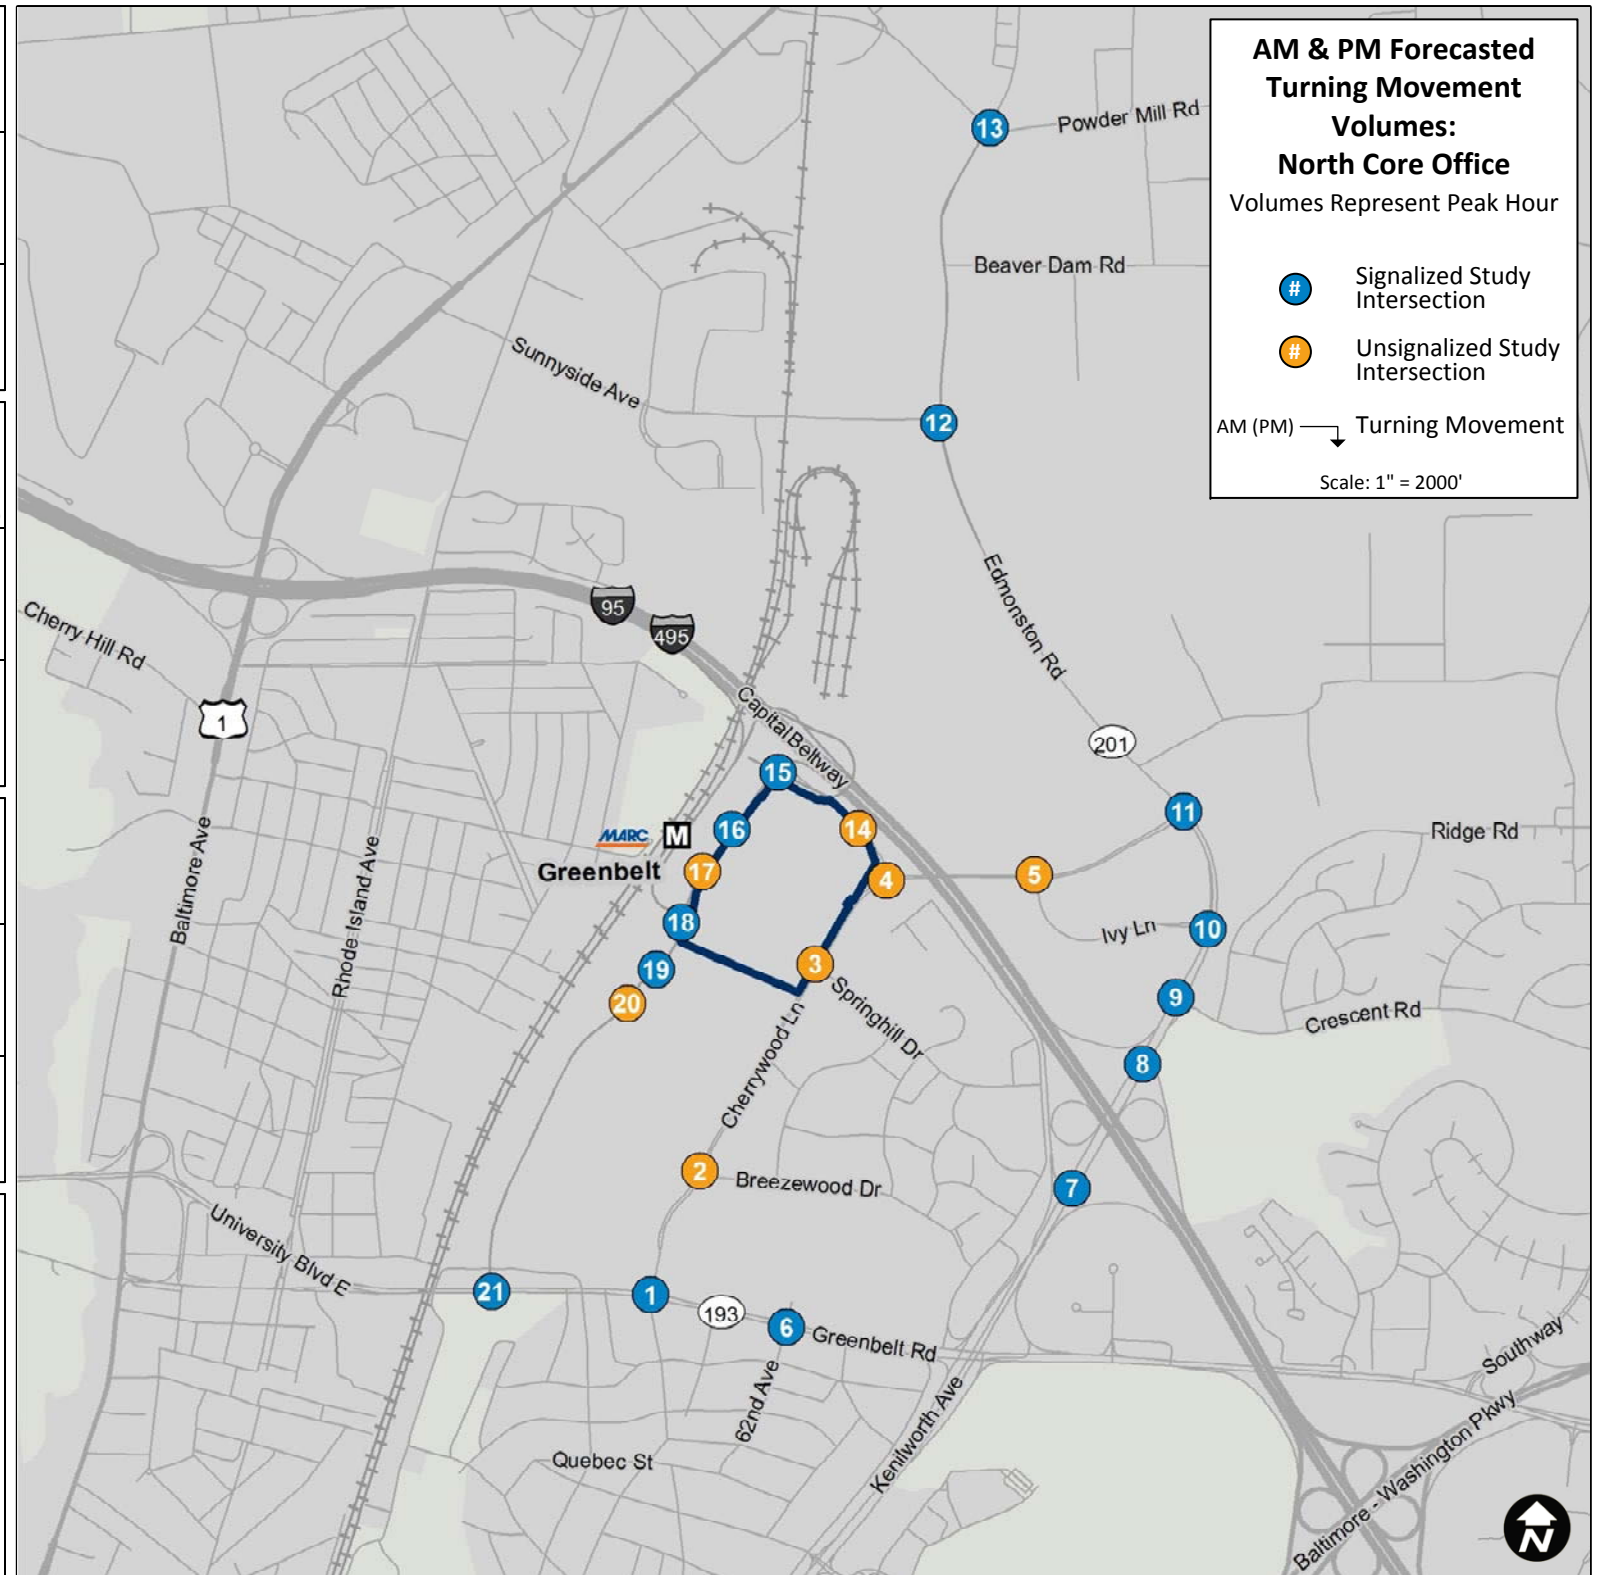 AM & PM Forecasted
Turning Movement
Volumes:
North Core Office
Volumes Represent Peak Hour
# Signalized Study
Intersection
# Unsignalized Study
Intersection
AM (PM) Turning Movement
Scale: 1" = 2000'
13
Powder Mill Rd
Beaver Dam Rd
Sunnyside Ave
12
Edmonston Rd
95
495
Cherry Hill Rd
1
Capital Beltway
201
15
11
16
14
Ridge Rd
MARC M
Greenbelt
17
4
5
Baltimore Ave
Rhode Island Ave
18
Ivy Ln
10
19
3
20
Springhill Dr
9
Crescent Rd
Cherrywood Ln
8
2
Breezewood Dr
7
University Blvd E
21
1
193
6
Greenbelt Rd
62nd Ave
Kenilworth Ave
Southway
Quebec St
Baltimore - Washington Pkwy
N